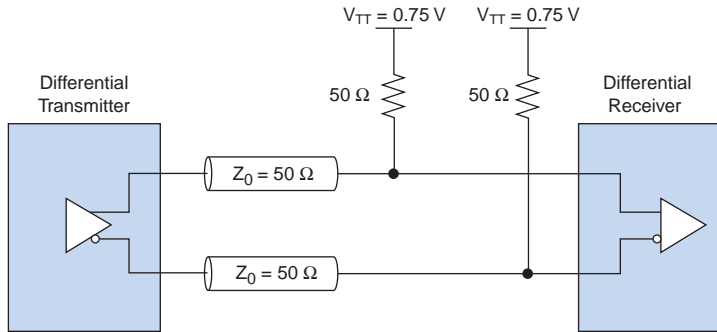 V_TT = 0.75 V
V_TT = 0.75 V
Differential
Transmitter
50 Ω
50 Ω
Differential
Receiver
Z_0 = 50 Ω
Z_0 = 50 Ω